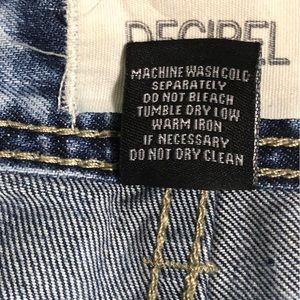 DECIBEL
MACHINE WASH COLD
SEPARATELY
DO NOT BLEACH
TUMBLE DRY LOW
WARM IRON
IF NECESSARY
DO NOT DRY CLEAN